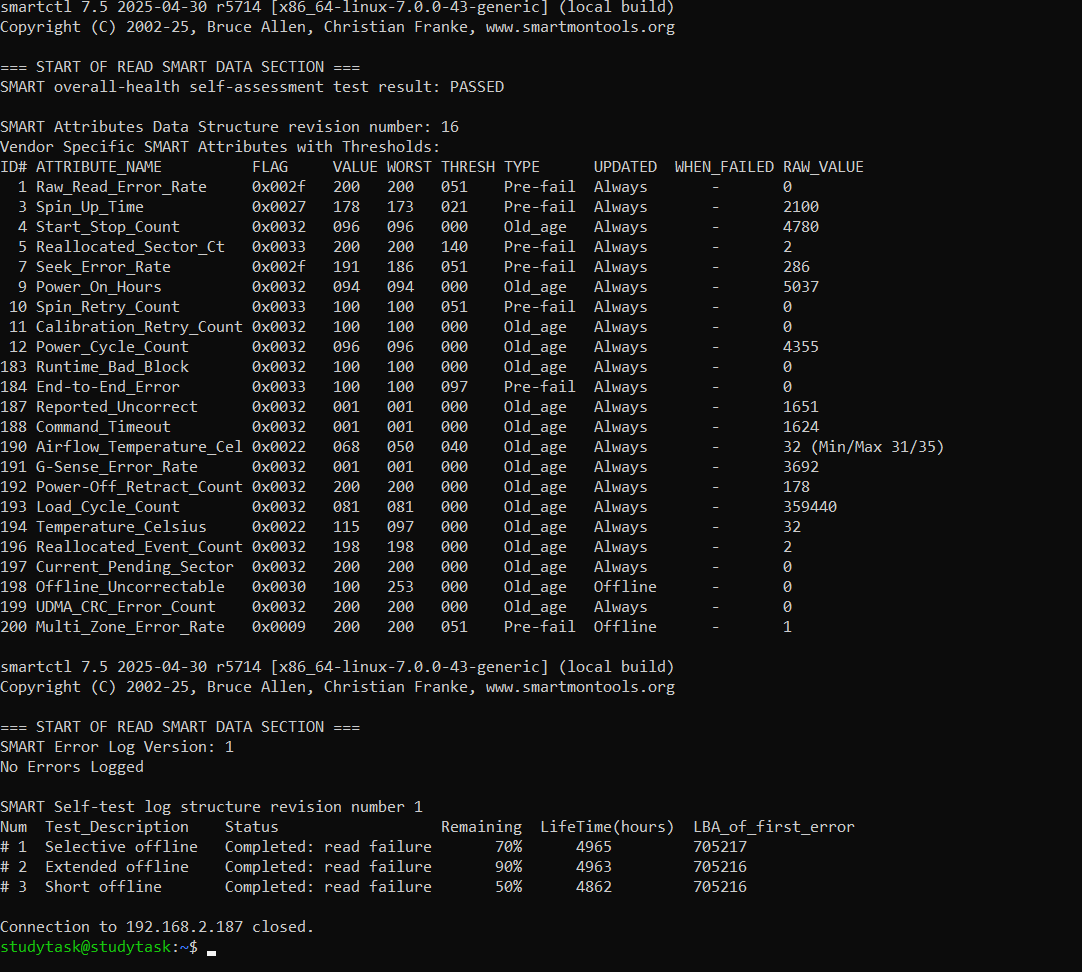 smartctl 7.5 2025-04-30 r5714 [x86_64-linux-7.0.0-43-generic] (local build)
Copyright (C) 2002-25, Bruce Allen, Christian Franke, www.smartmontools.org

=== START OF READ SMART DATA SECTION ===
SMART overall-health self-assessment test result: PASSED

SMART Attributes Data Structure revision number: 16
Vendor Specific SMART Attributes with Thresholds:
ID# ATTRIBUTE_NAME          FLAG     VALUE WORST THRESH TYPE      UPDATED  WHEN_FAILED RAW_VALUE
  1 Raw_Read_Error_Rate     0x002f   200   200   051    Pre-fail  Always       -       0
  3 Spin_Up_Time            0x0027   178   173   021    Pre-fail  Always       -       2100
  4 Start_Stop_Count        0x0032   096   096   000    Old_age   Always       -       4780
  5 Reallocated_Sector_Ct   0x0033   200   200   140    Pre-fail  Always       -       2
  7 Seek_Error_Rate         0x002f   191   186   051    Pre-fail  Always       -       286
  9 Power_On_Hours          0x0032   094   094   000    Old_age   Always       -       5037
 10 Spin_Retry_Count        0x0033   100   100   051    Pre-fail  Always       -       0
 11 Calibration_Retry_Count 0x0032   100   100   000    Old_age   Always       -       0
 12 Power_Cycle_Count       0x0032   096   096   000    Old_age   Always       -       4355
183 Runtime_Bad_Block       0x0032   100   100   000    Old_age   Always       -       0
184 End-to-End_Error        0x0033   100   100   097    Pre-fail  Always       -       0
187 Reported_Uncorrect      0x0032   001   001   000    Old_age   Always       -       1651
188 Command_Timeout         0x0032   001   001   000    Old_age   Always       -       1624
190 Airflow_Temperature_Cel 0x0022   068   050   040    Old_age   Always       -       32 (Min/Max 31/35)
191 G-Sense_Error_Rate      0x0032   001   001   000    Old_age   Always       -       3692
192 Power-Off_Retract_Count 0x0032   200   200   000    Old_age   Always       -       178
193 Load_Cycle_Count        0x0032   081   081   000    Old_age   Always       -       359440
194 Temperature_Celsius     0x0022   115   097   000    Old_age   Always       -       32
196 Reallocated_Event_Count 0x0032   198   198   000    Old_age   Always       -       2
197 Current_Pending_Sector  0x0032   200   200   000    Old_age   Always       -       0
198 Offline_Uncorrectable   0x0030   100   253   000    Old_age   Offline      -       0
199 UDMA_CRC_Error_Count    0x0032   200   200   000    Old_age   Always       -       0
200 Multi_Zone_Error_Rate   0x0009   200   200   051    Pre-fail  Offline      -       1

smartctl 7.5 2025-04-30 r5714 [x86_64-linux-7.0.0-43-generic] (local build)
Copyright (C) 2002-25, Bruce Allen, Christian Franke, www.smartmontools.org

=== START OF READ SMART DATA SECTION ===
SMART Error Log Version: 1
No Errors Logged

SMART Self-test log structure revision number 1
Num  Test_Description    Status                  Remaining  LifeTime(hours)  LBA_of_first_error
# 1  Selective offline   Completed: read failure       70%      4965         705217
# 2  Extended offline    Completed: read failure       90%      4963         705216
# 3  Short offline       Completed: read failure       50%      4862         705216

Connection to 192.168.2.187 closed.
studytask@studytask:~$